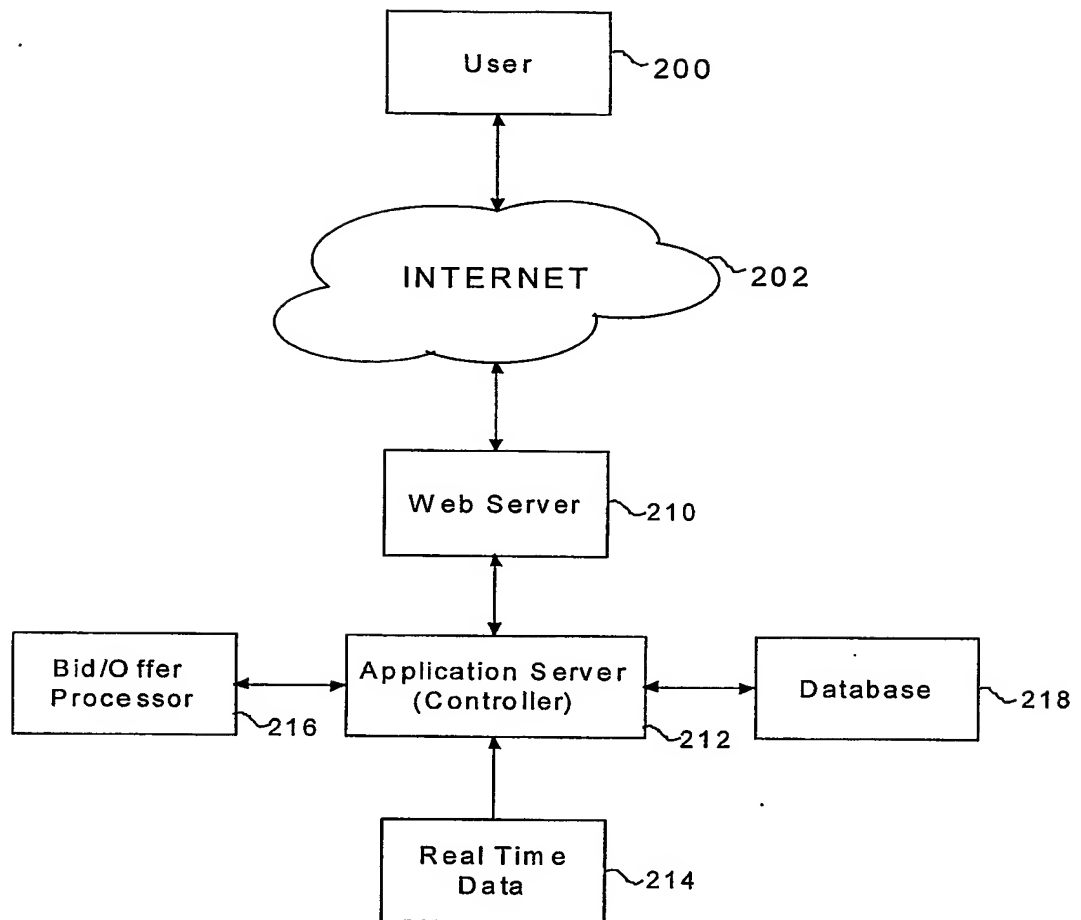 User
200
INTERNET
202
Web Server
210
Bid/Offer
Processor
216
Application Server
(Controller)
212
Database
218
Real Time
Data
214